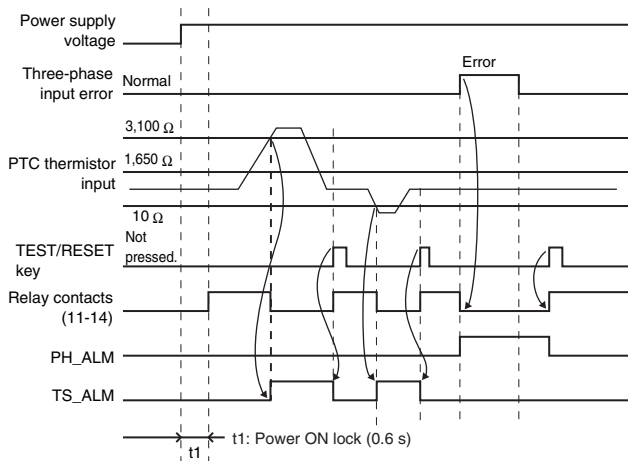 Power supply
voltage
Three-phase
input error
Normal
Error
3,100 Ω
1,650 Ω
PTC thermistor
input
10 Ω
Not
pressed.
TEST/RESET
key
Relay contacts
(11-14)
PH_ALM
TS_ALM
t1: Power ON lock (0.6 s)
t1